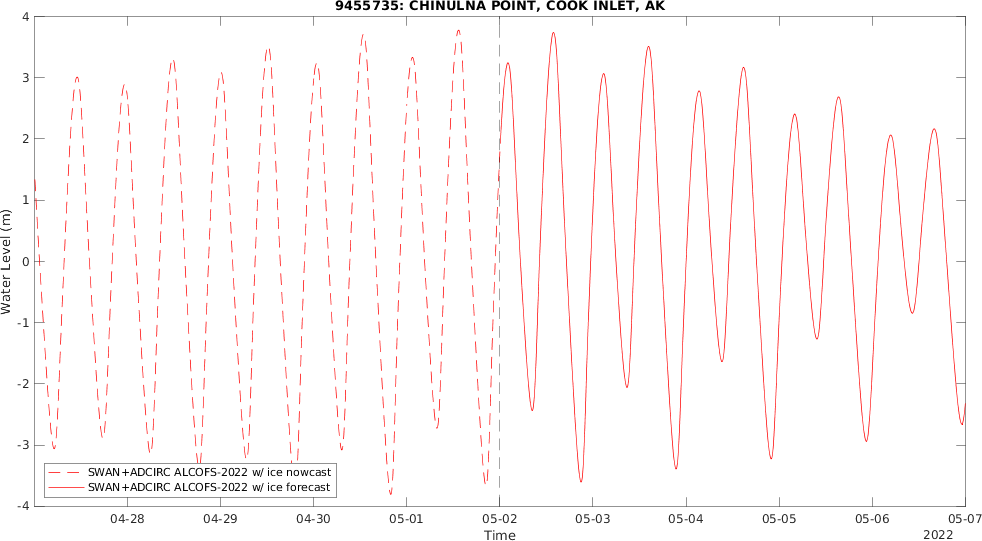 9455735: CHINULNA POINT, COOK INLET, AK
4
3
2
1
0
-1
-2
-3
-4
Water Level (m)
SWAN+ADCIRC ALCOFS-2022 w/ ice nowcast
SWAN+ADCIRC ALCOFS-2022 w/ ice forecast
04-28 04-29 04-30 05-01 05-02 05-03 05-04 05-05 05-06 05-07
Time
2022